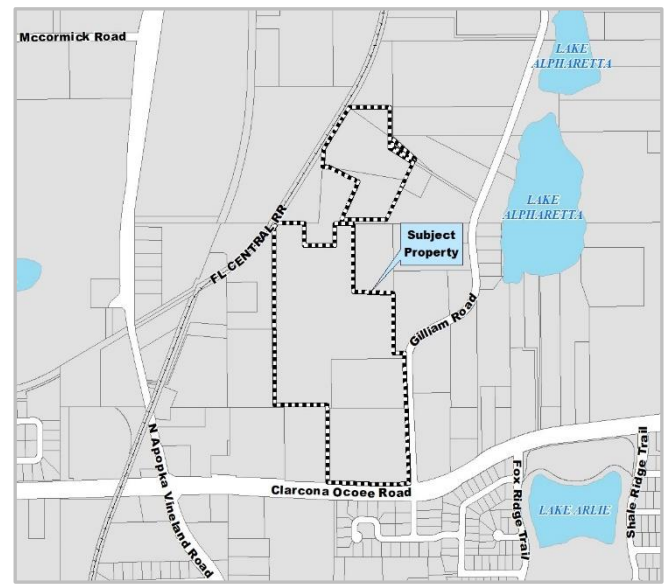 Mccormick Road
LAKE
ALPHARETTA
LAKE
ALPHARETTA
FL CENTRAL RR
Subject
Property
Gilliam Road
N Apopka Vineland Road
Clarcona Ocoee Road
Fox Ridge Trail
LAKE ARLIE
Shale Ridge Trail